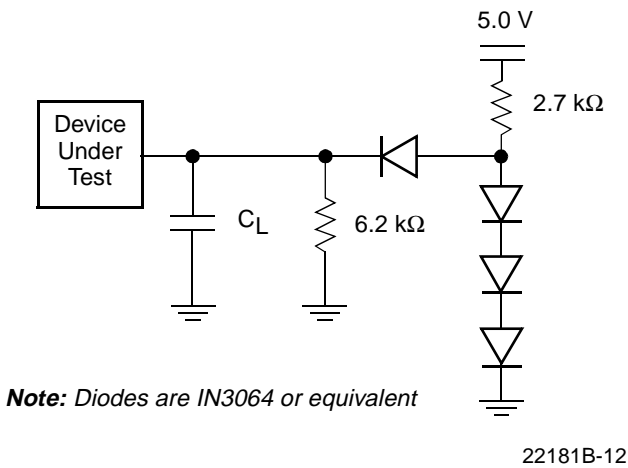 5.0 V
2.7 kΩ
Device
Under
Test
CL
6.2 kΩ
Note: Diodes are IN3064 or equivalent
22181B-12